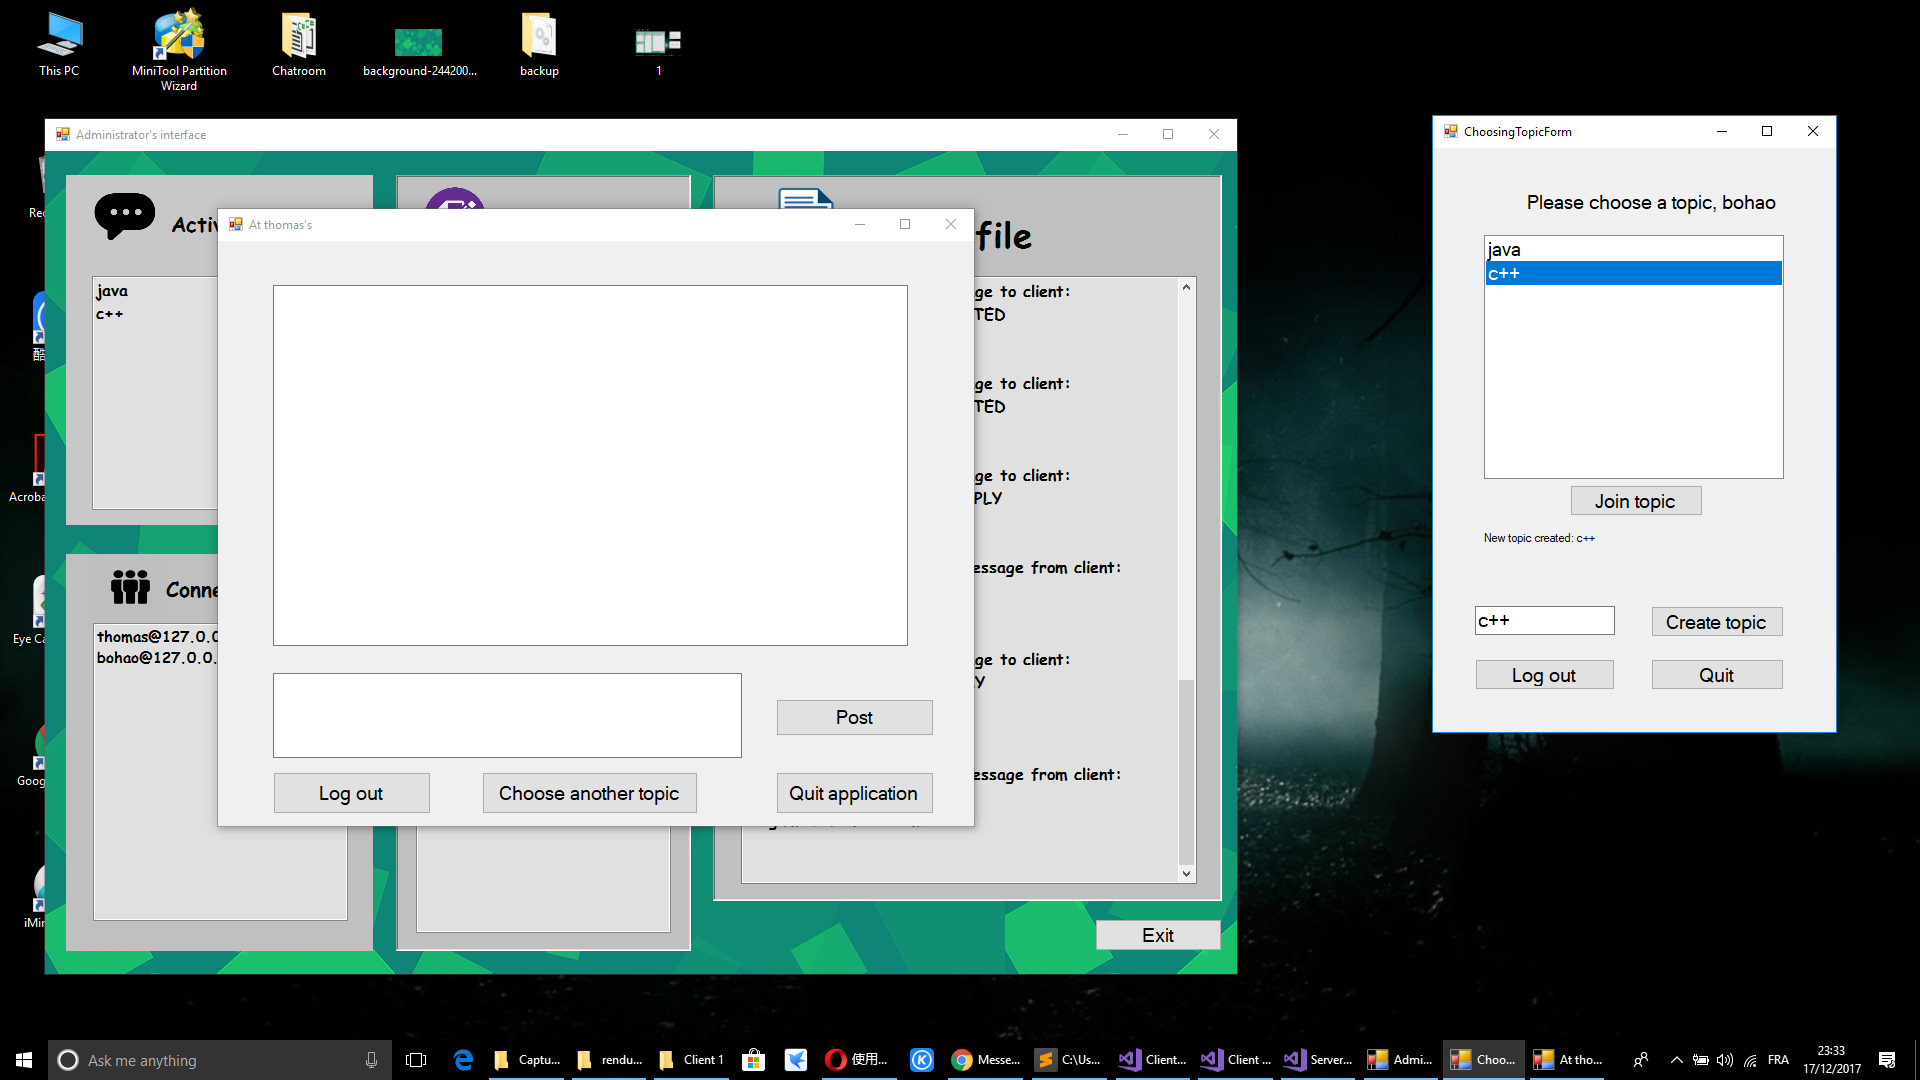 This PC
MiniTool Partition
Wizard
Chatroom
background-244200...
backup
1
Administrator's interface
java
c++
thomas@127.0.0
bohao@127.0.0.
At thomas's
Post
Log out
Choose another topic
Quit application
file
ge to client:
TED
ge to client:
TED
ge to client:
PLY
essage from client:
ge to client:
Y
essage from client:
Exit
ChoosingTopicForm
Please choose a topic, bohao
java
c++
Join topic
New topic created: c++
c++
Create topic
Log out
Quit
Rec
酷
Acroba
Eye Ca
Goog
iMin
Activ
Conne
Ask me anything
Captu...
rendu...
Client 1
使用...
Messe...
C:\Us...
Client...
Client ...
Server...
Admi...
Choo...
At tho...
FRA
23:33
17/12/2017